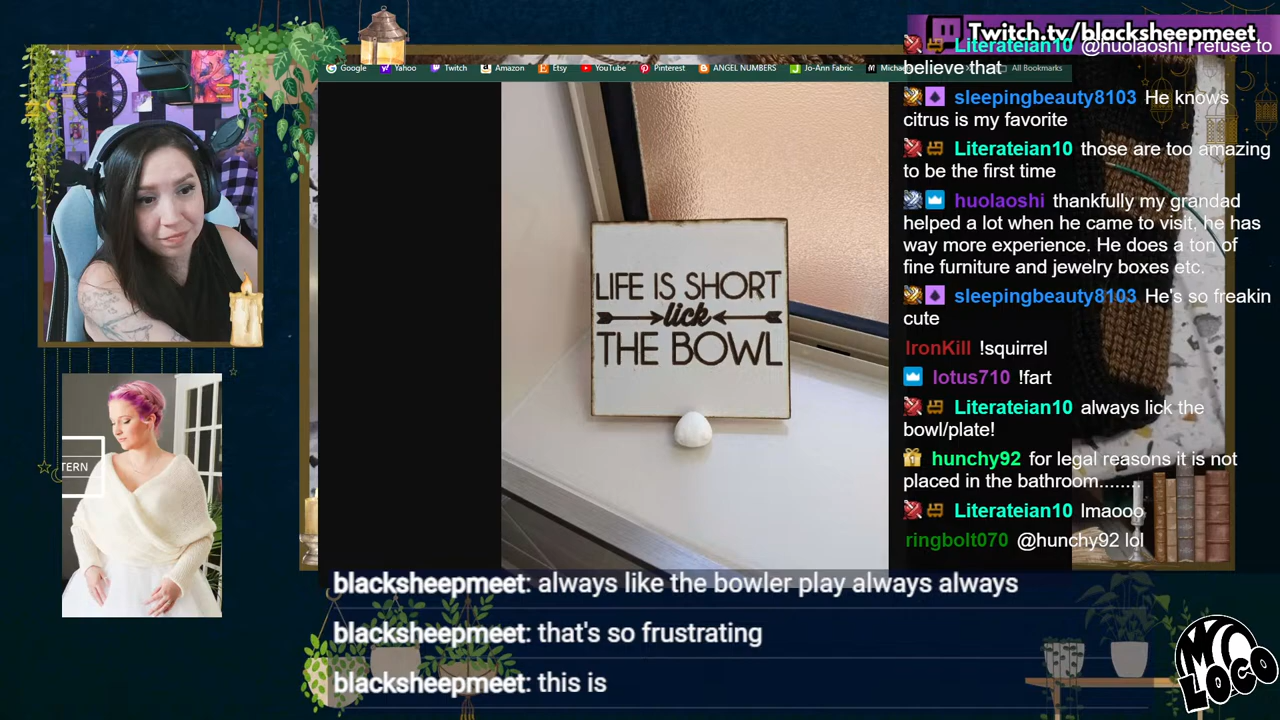 Twitch.tv/blacksheepmeet
Google Yahoo Twitch Amazon Etsy YouTube Pinterest ANGEL NUMBERS Jo-Ann Fabric All Bookmarks
LIFE IS SHORT
lick
THE BOWL
TERN
Literateian10 @huolaoshi I refuse to
believe that
sleepingbeauty8103 He knows
citrus is my favorite
Literateian10 those are too amazing
to be the first time
huolaoshi thankfully my grandad
helped a lot when he came to visit, he has
way more experience. He does a ton of
fine furniture and jewelry boxes etc.
sleepingbeauty8103 He's so freakin
cute
IronKill !squirrel
lotus710 !fart
Literateian10 always lick the
bowl/plate!
hunchy92 for legal reasons it is not
placed in the bathroom........
Literateian10 lmaooo
ringbolt070 @hunchy92 lol
blacksheepmeet: always like the bowler play always always
blacksheepmeet: that's so frustrating
blacksheepmeet: this is
MC
LOCO